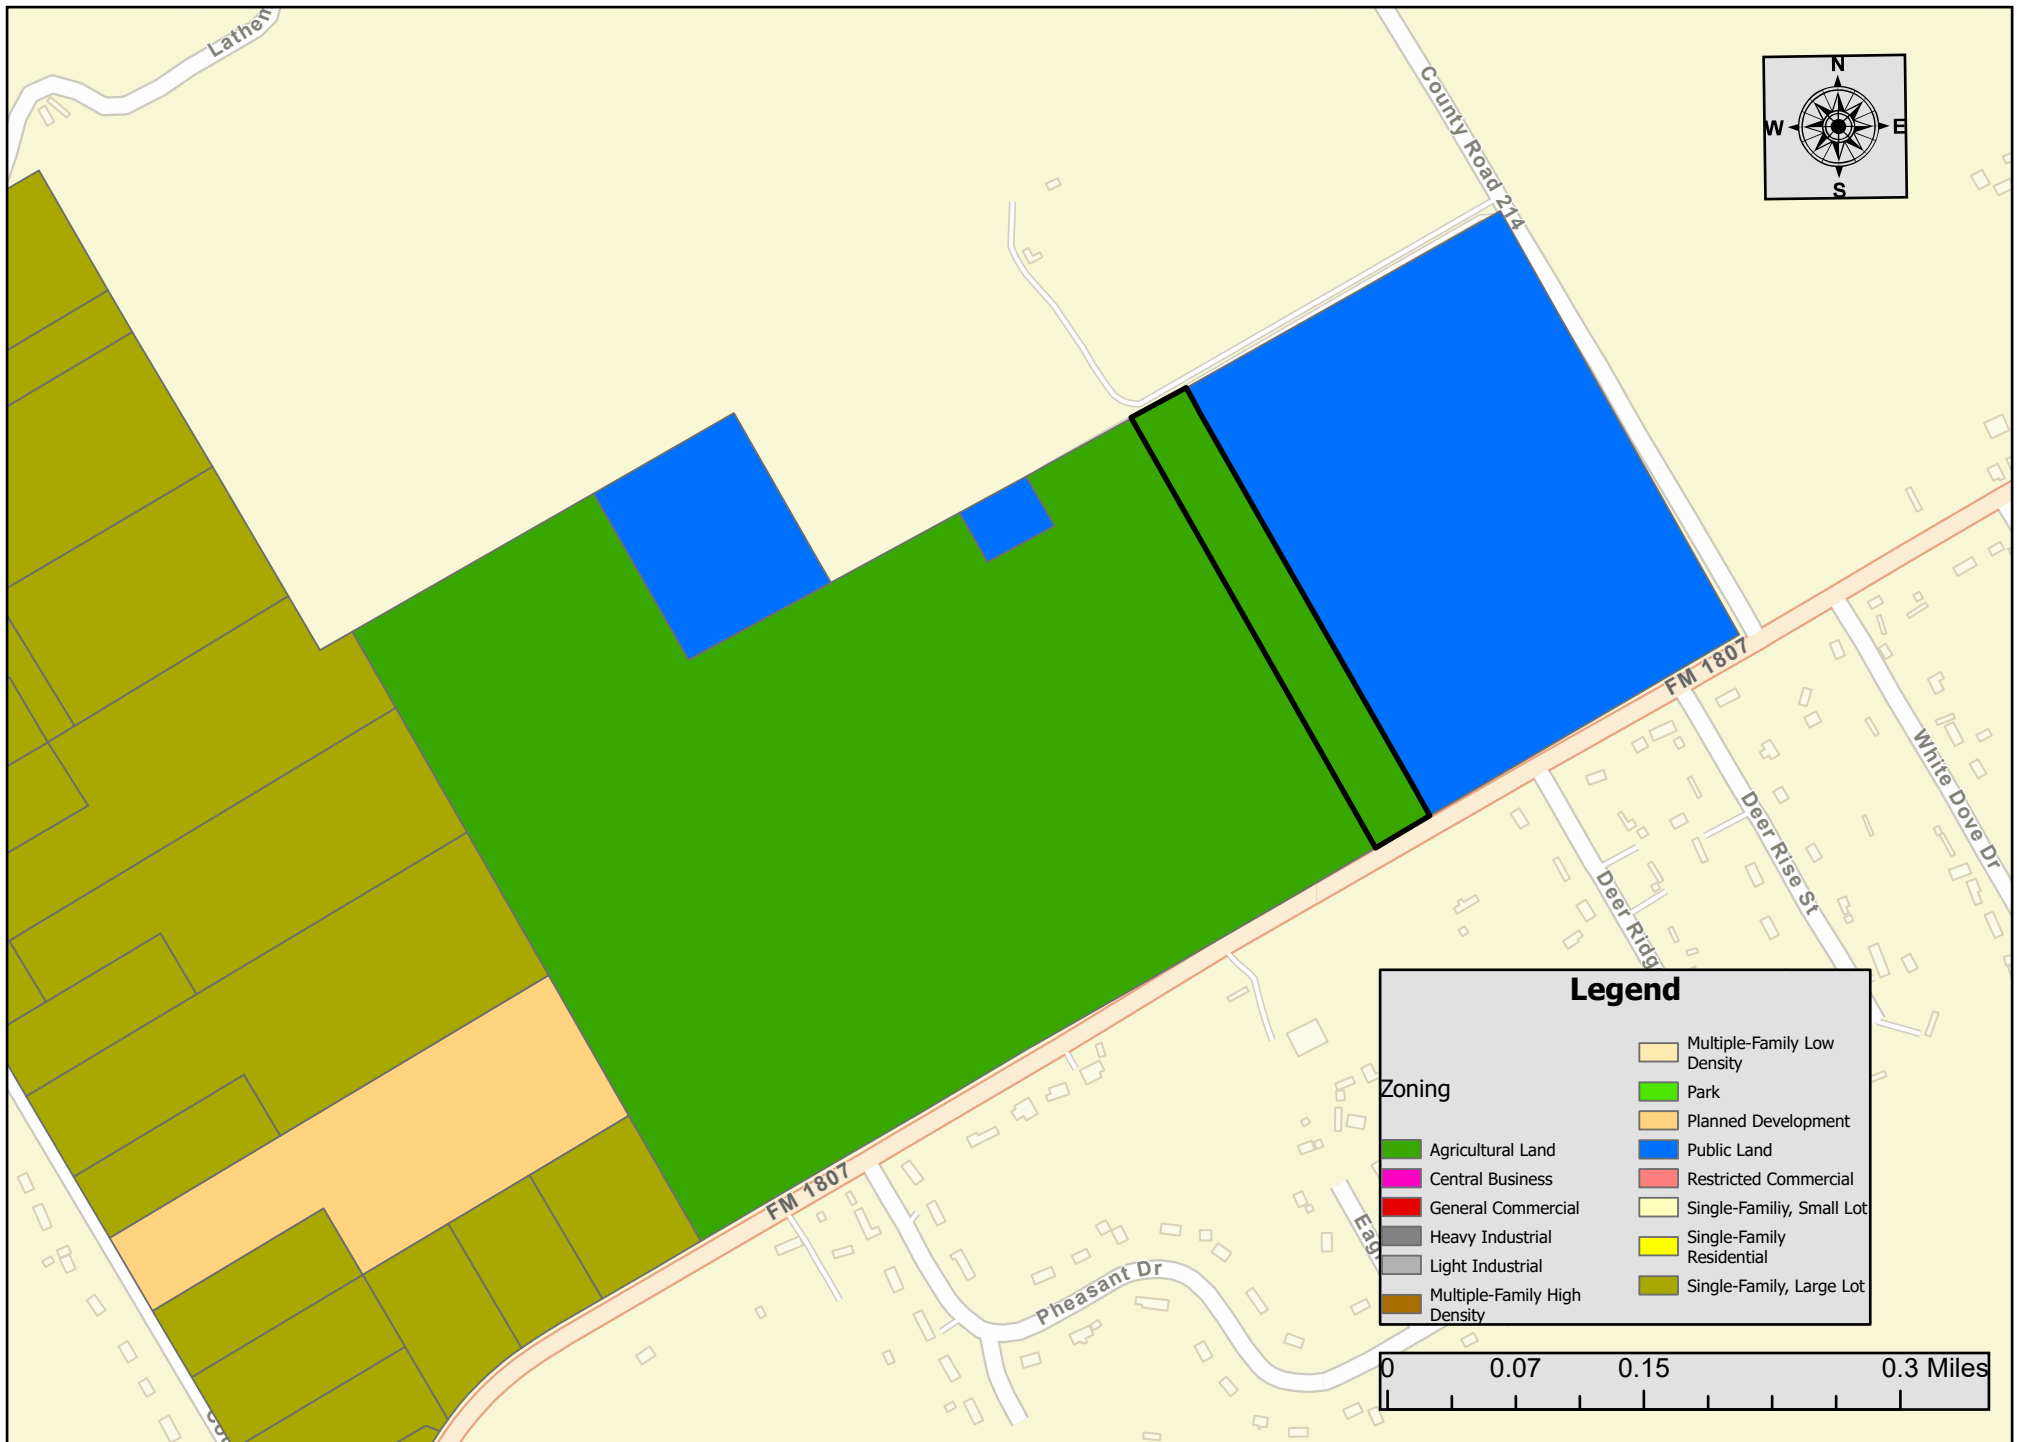 Lathen
County Road 214
N
W
E
S
FM 1807
White Dove Dr
Deer Rise St
Deer Ridg
Legend
Zoning
Agricultural Land
Central Business
General Commercial
Heavy Industrial
Light Industrial
Multiple-Family High
Density
Multiple-Family Low
Density
Park
Planned Development
Public Land
Restricted Commercial
Single-Familiy, Small Lot
Single-Family
Residential
Single-Family, Large Lot
FM 1807
Pheasant Dr
Eag
0 0.07 0.15 0.3 Miles